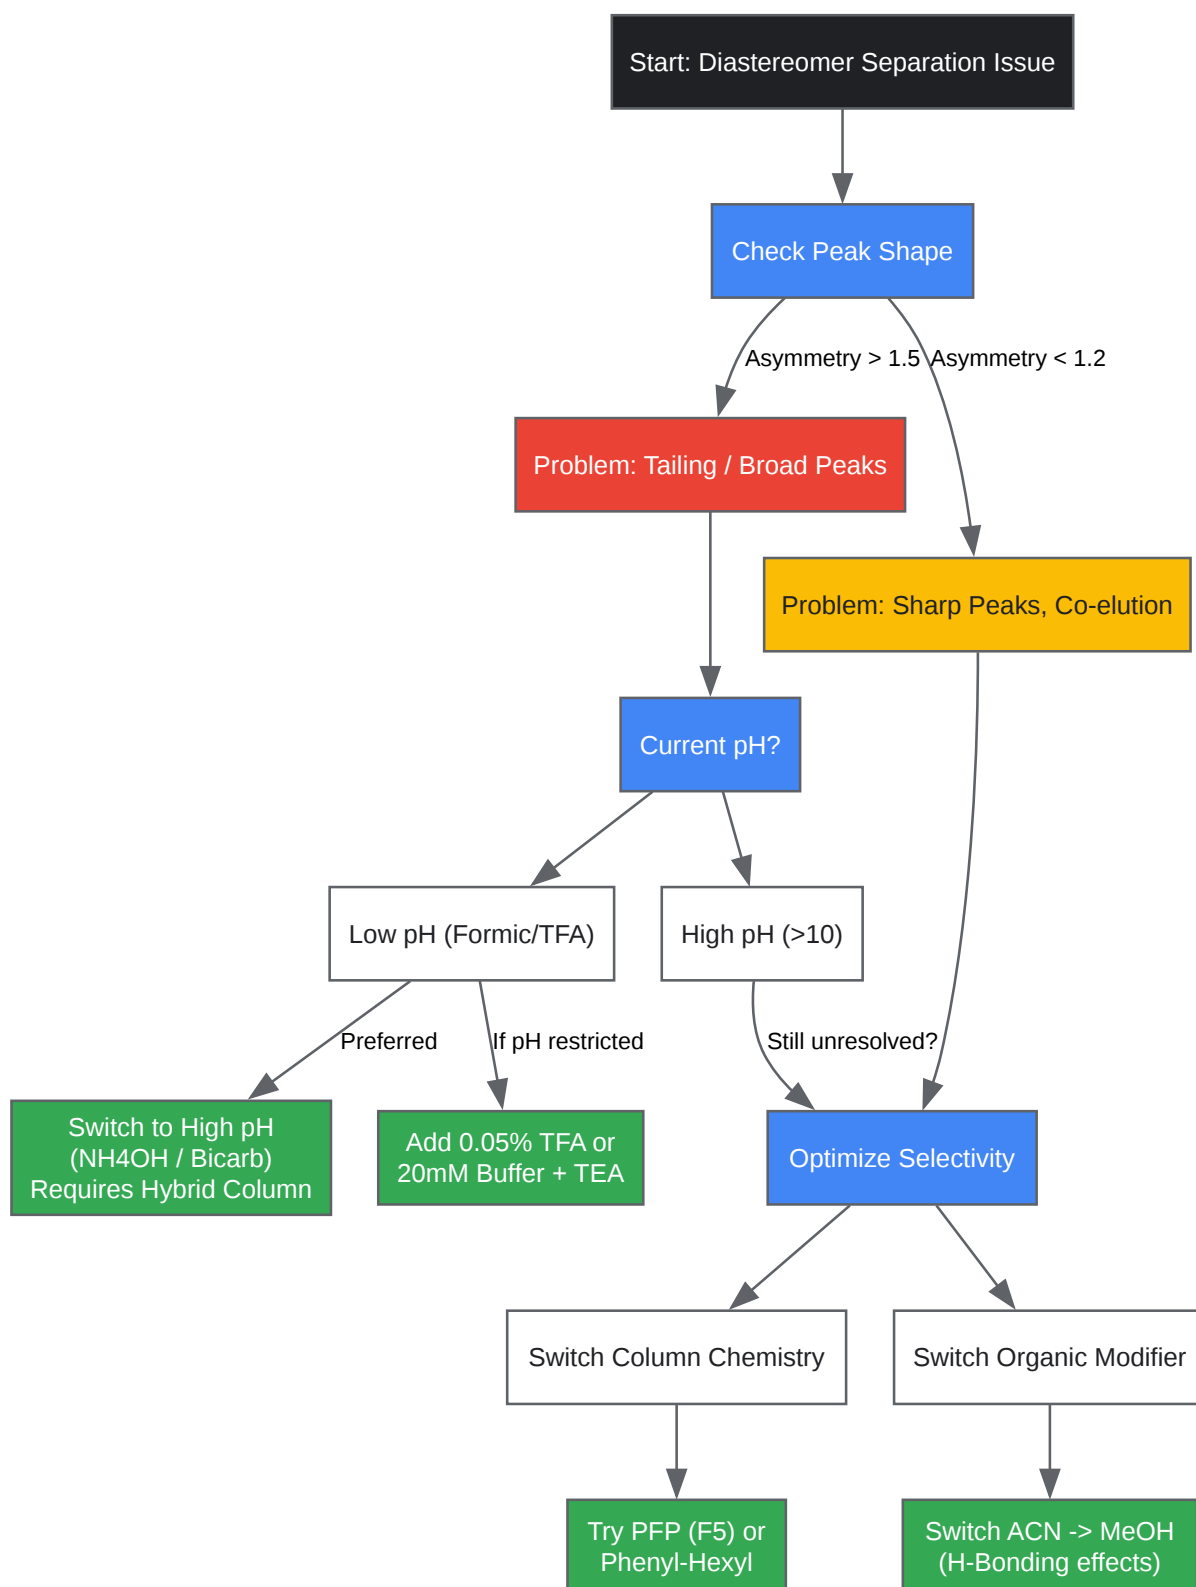 Start: Diastereomer Separation Issue
Check Peak Shape
Asymmetry > 1.5
Asymmetry < 1.2
Problem: Tailing / Broad Peaks
Problem: Sharp Peaks, Co-elution
Current pH?
Low pH (Formic/TFA)
High pH (>10)
Preferred
If pH restricted
Still unresolved?
Switch to High pH
(NH4OH / Bicarb)
Requires Hybrid Column
Add 0.05% TFA or
20mM Buffer + TEA
Optimize Selectivity
Switch Column Chemistry
Switch Organic Modifier
Try PFP (F5) or
Phenyl-Hexyl
Switch ACN -> MeOH
(H-Bonding effects)